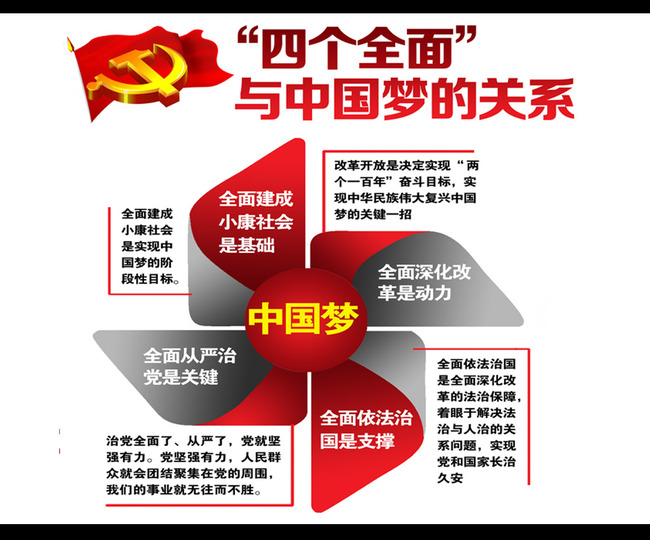 “四个全面”
与中国梦的关系
全面建成
小康社会
是基础
全面建成
小康社会
是实现中
国梦的阶
段性目标。
改革开放是决定实现“两
个一百年”奋斗目标，实
现中华民族伟大复兴中国
梦的关键一招
全面深化改
革是动力
中国梦
全面从严治
党是关键
治党全面了、从严了，党就坚
强有力。党坚强有力，人民群
众就会团结聚集在党的周围，
我们的事业就无往而不胜。
全面依法治
国是支撑
全面依法治国
是全面深化改
革的法治保障，
着眼于解决法
治与人治的关
系问题，实现
党和国家长治
久安